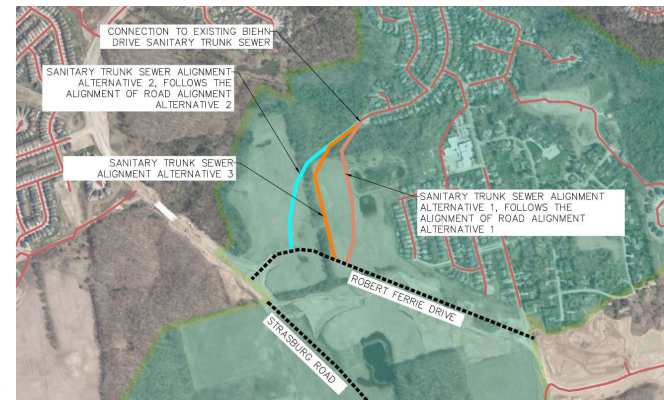 CONNECTION TO EXISTING BIEHN
DRIVE SANITARY TRUNK SEWER
SANITARY TRUNK SEWER ALIGNMENT
ALTERNATIVE 2, FOLLOWS THE
ALIGNMENT OF ROAD ALIGNMENT
ALTERNATIVE 2
SANITARY TRUNK SEWER
ALIGNMENT ALTERNATIVE 3
SANITARY TRUNK SEWER ALIGNMENT
ALTERNATIVE 1, FOLLOWS THE
ALIGNMENT OF ROAD ALIGNMENT
ALTERNATIVE 1
ROBERT FERRIE DRIVE
STRASBURG ROAD